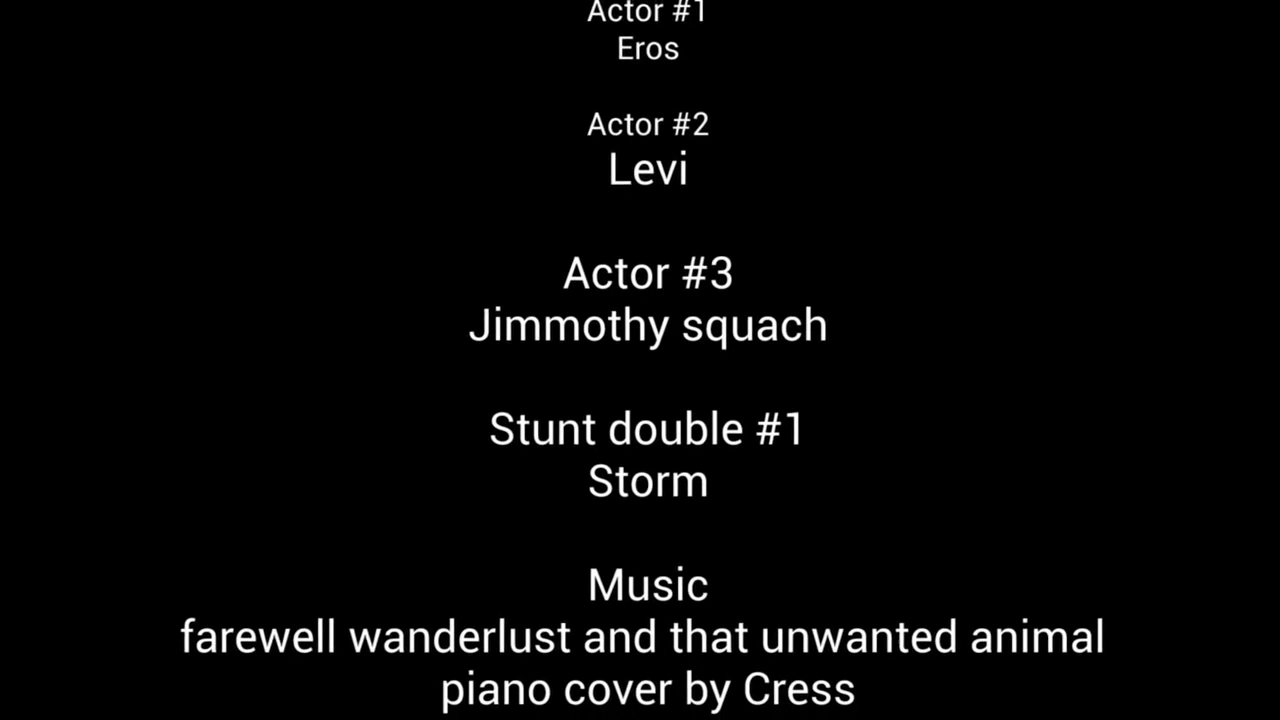 Actor #1
Eros
Actor #2
Levi
Actor #3
Jimmothy squach
Stunt double #1
Storm
Music
farewell wanderlust and that unwanted animal
piano cover by Cress